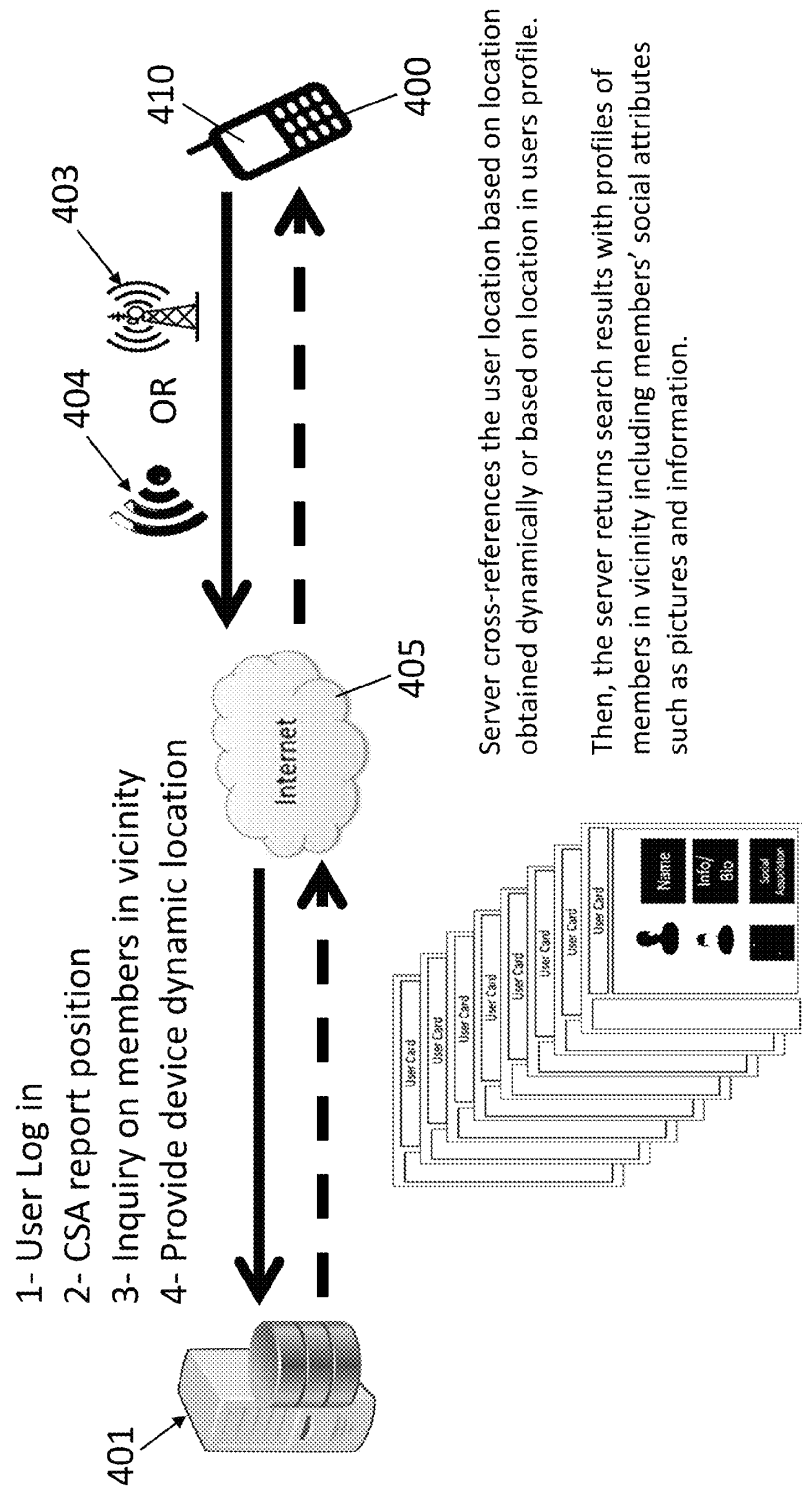 1- User Log in
2- CSA report position
3- Inquiry on members in vicinity
4- Provide device dynamic location
401
Internet
405
404
OR
403
410
400
User Card
User Card
User Card
User Card
User Card
User Card
User Card
User Card
Name
Info/
Bio
Social
Association
Server cross-references the user location based on location
obtained dynamically or based on location in users profile.
Then, the server returns search results with profiles of
members in vicinity including members' social attributes
such as pictures and information.